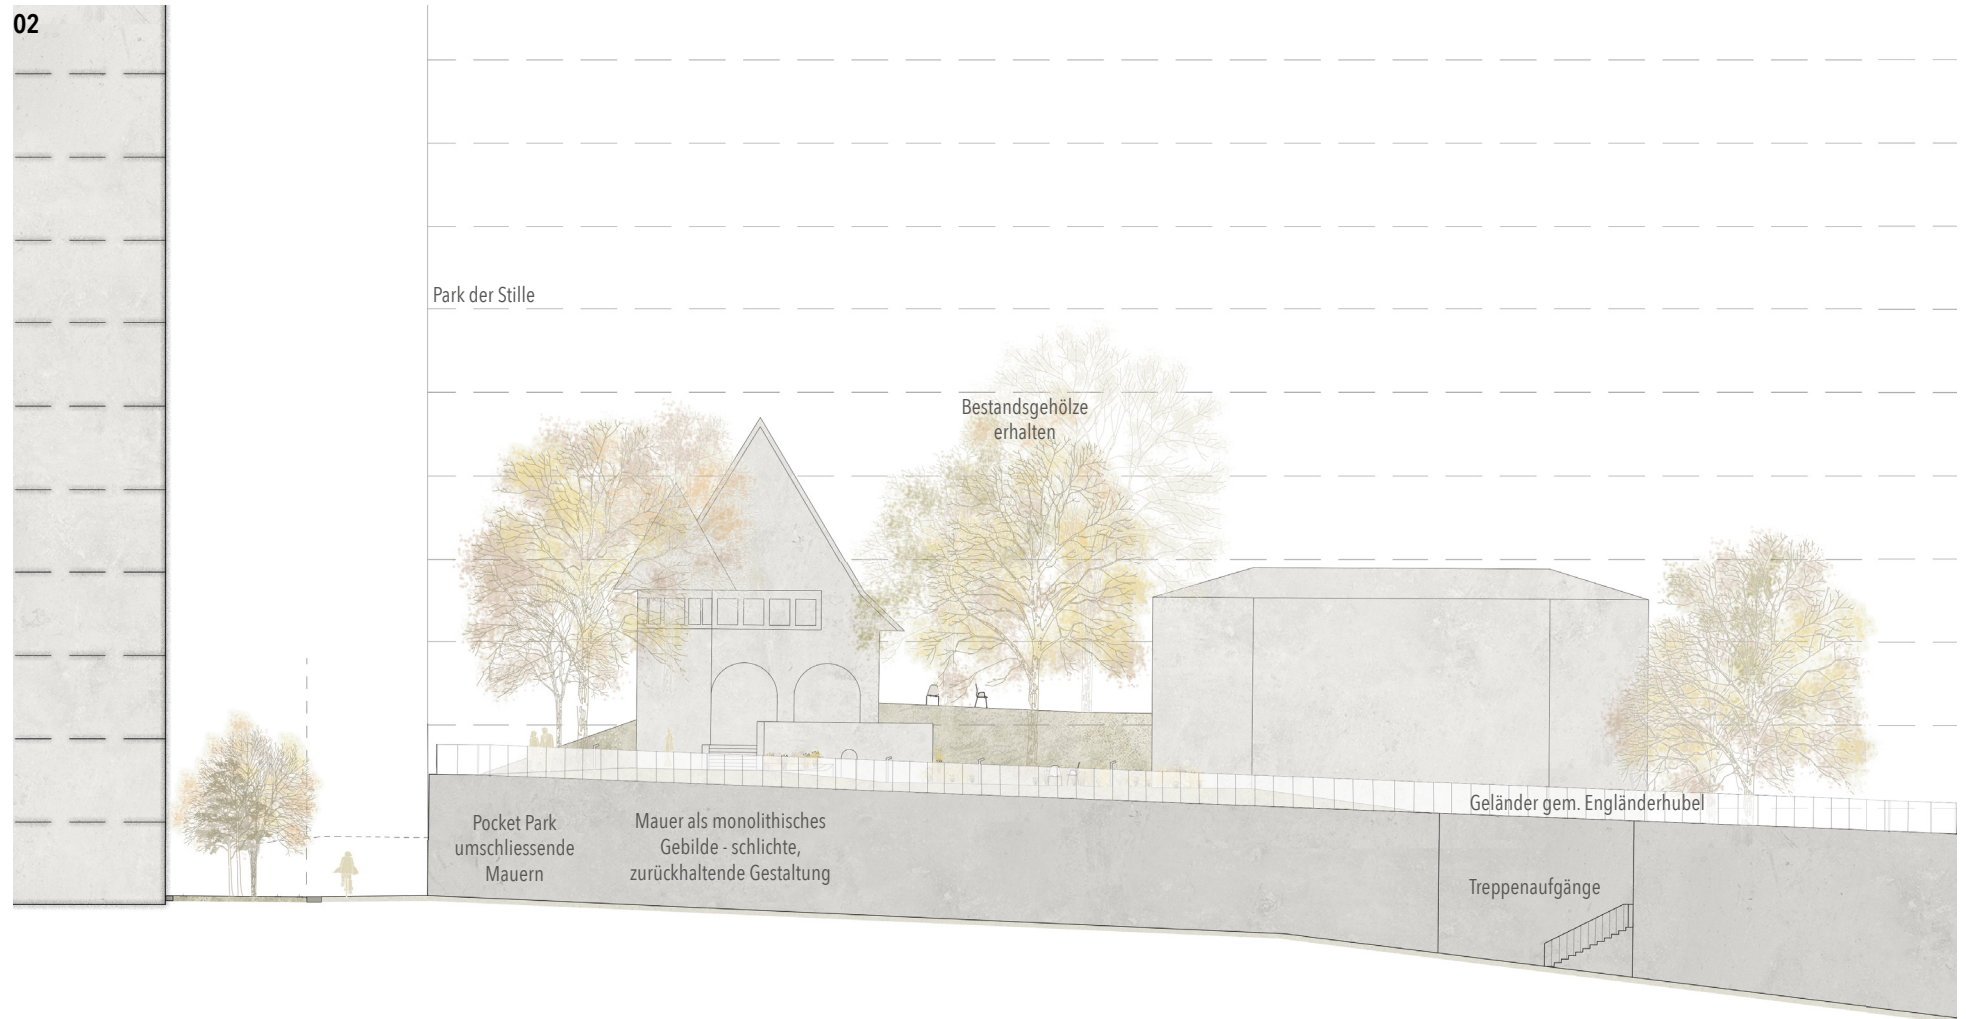 02
Park der Stille
Bestandsgehölze
erhalten
Geländer gem. Engländerhubel
Pocket Park
umschliessende
Mauern
Mauer als monolithisches
Gebilde - schlichte,
zurückhaltende Gestaltung
Treppenaufgänge